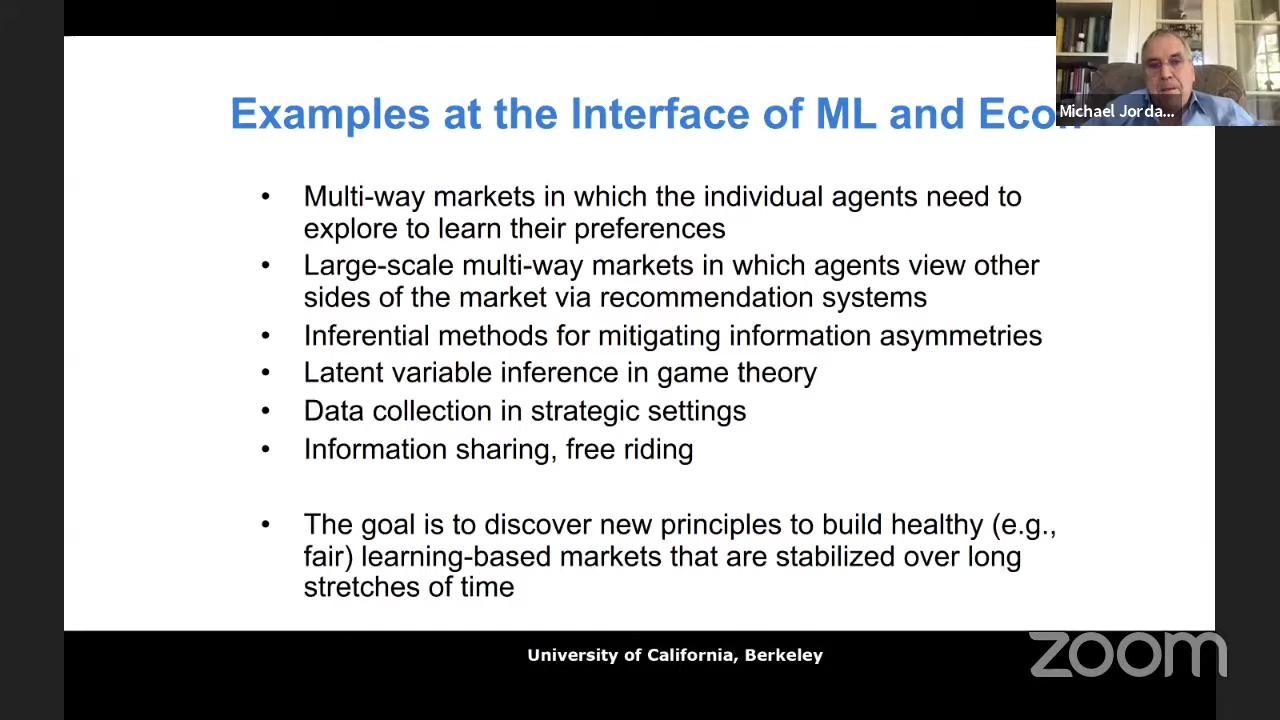 Examples at the Interface of ML and Econ
Michael Jorda...
• Multi-way markets in which the individual agents need to
explore to learn their preferences
• Large-scale multi-way markets in which agents view other
sides of the market via recommendation systems
• Inferential methods for mitigating information asymmetries
• Latent variable inference in game theory
• Data collection in strategic settings
• Information sharing, free riding
• The goal is to discover new principles to build healthy (e.g.,
fair) learning-based markets that are stabilized over long
stretches of time
University of California, Berkeley
zoom